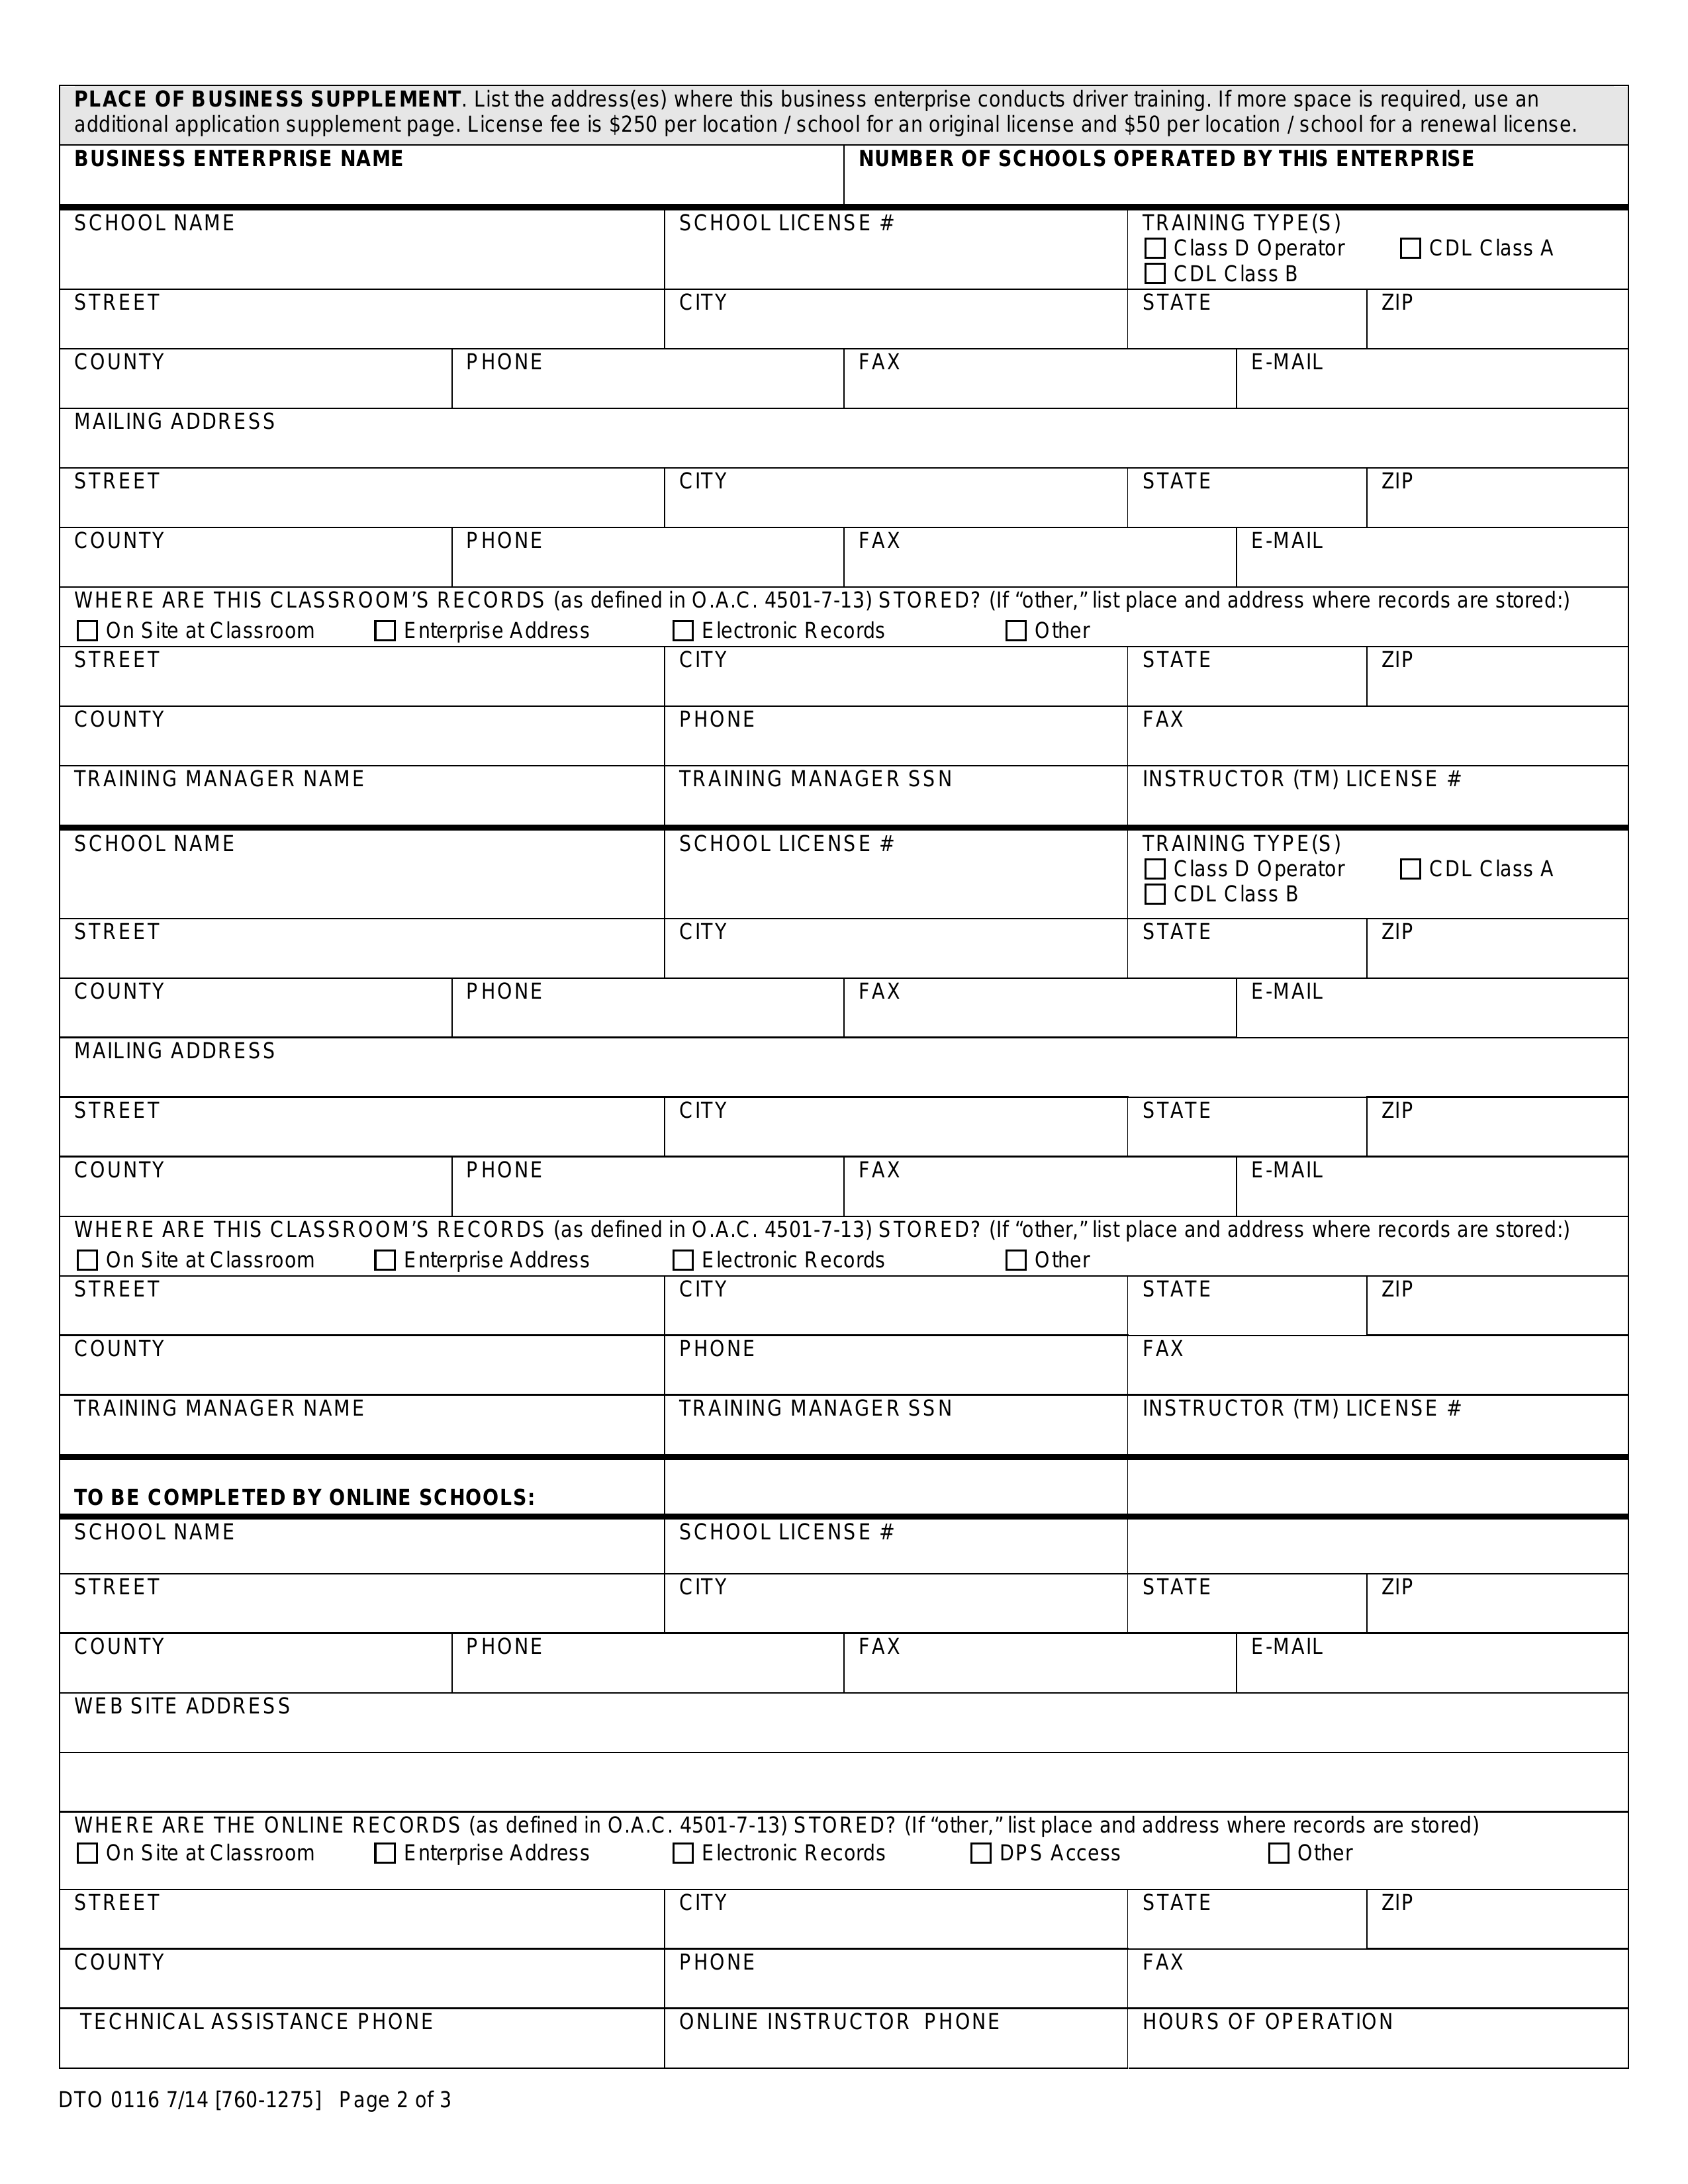 PLACE OF BUSINESS SUPPLEMENT. List the address(es) where this business enterprise conducts driver training. If more space is required, use an
additional application supplement page. License fee is $250 per location / school for an original license and $50 per location / school for a renewal license.
BUSINESS ENTERPRISE NAME NUMBER OF SCHOOLS OPERATED BY THIS ENTERPRISE
SCHOOL NAME SCHOOL LICENSE # TRAINING TYPE(S)
Class D Operator CDL Class A
CDL Class B
STREET CITY STATE ZIP
COUNTY PHONE FAX E-MAIL
MAILING ADDRESS
STREET CITY STATE ZIP
COUNTY PHONE FAX E-MAIL
WHERE ARE THIS CLASSROOM’S RECORDS (as defined in O.A.C. 4501-7-13) STORED? (If “other,” list place and address where records are stored:)
On Site at Classroom Enterprise Address Electronic Records Other
STREET CITY STATE ZIP
COUNTY PHONE FAX
TRAINING MANAGER NAME TRAINING MANAGER SSN INSTRUCTOR (TM) LICENSE #
SCHOOL NAME SCHOOL LICENSE # TRAINING TYPE(S)
Class D Operator CDL Class A
CDL Class B
STREET CITY STATE ZIP
COUNTY PHONE FAX E-MAIL
MAILING ADDRESS
STREET CITY STATE ZIP
COUNTY PHONE FAX E-MAIL
WHERE ARE THIS CLASSROOM’S RECORDS (as defined in O.A.C. 4501-7-13) STORED? (If “other,” list place and address where records are stored:)
On Site at Classroom Enterprise Address Electronic Records Other
STREET CITY STATE ZIP
COUNTY PHONE FAX
TRAINING MANAGER NAME TRAINING MANAGER SSN INSTRUCTOR (TM) LICENSE #
TO BE COMPLETED BY ONLINE SCHOOLS:
SCHOOL NAME SCHOOL LICENSE #
STREET CITY STATE ZIP
COUNTY PHONE FAX E-MAIL
WEB SITE ADDRESS
WHERE ARE THE ONLINE RECORDS (as defined in O.A.C. 4501-7-13) STORED? (If “other,” list place and address where records are stored)
On Site at Classroom Enterprise Address Electronic Records DPS Access Other
STREET CITY STATE ZIP
COUNTY PHONE FAX
TECHNICAL ASSISTANCE PHONE ONLINE INSTRUCTOR PHONE HOURS OF OPERATION
DTO 0116 7/14 [760-1275] Page 2 of 3